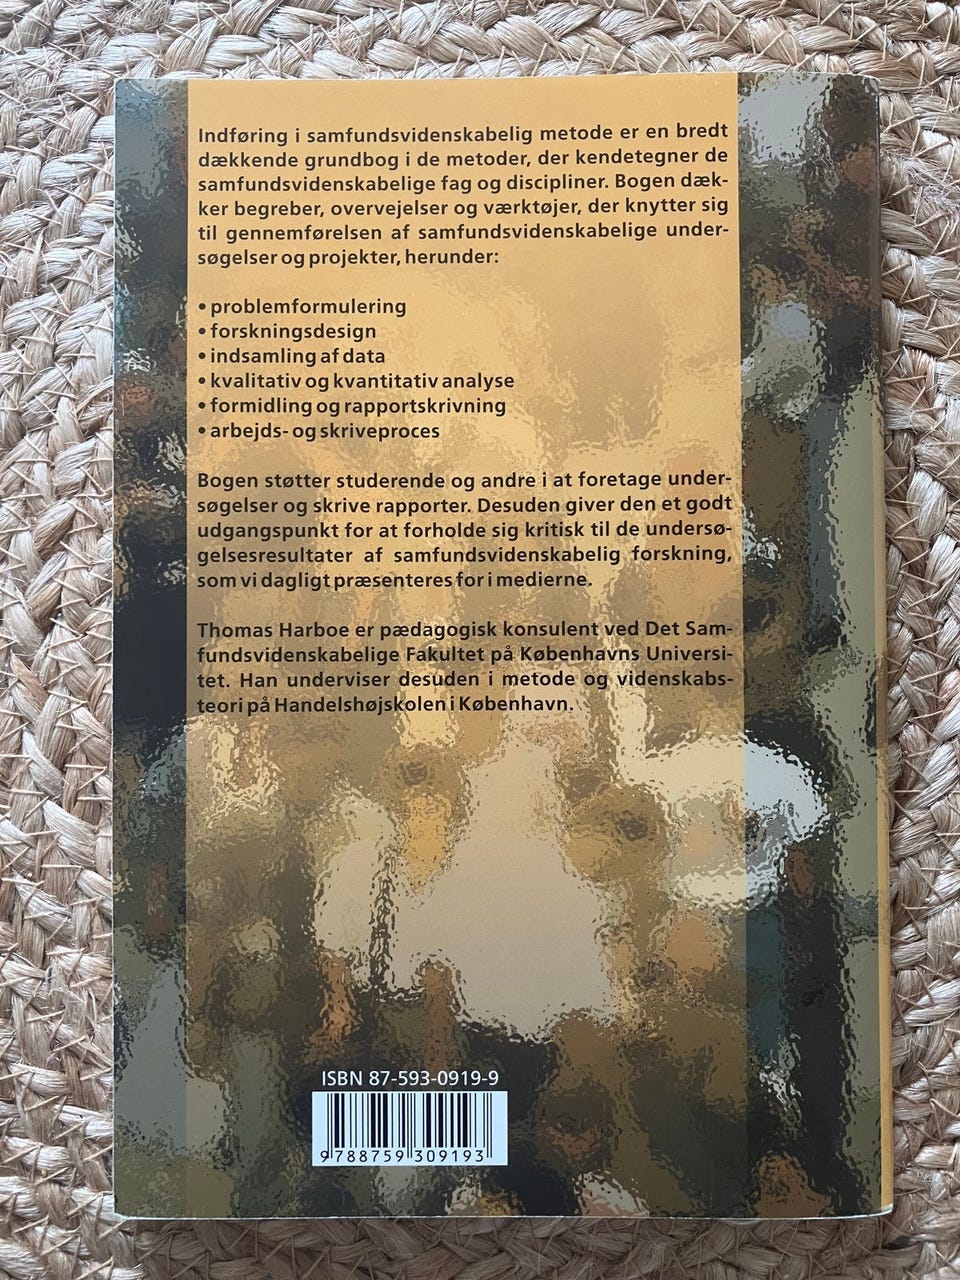 Indføring i samfundsvidenskabelig metode er en bredt
dækkende grundbog i de metoder, der kendetegner de
samfundsvidenskabelige fag og discipliner. Bogen dæk-
ker begreber, overvejelser og værktøjer, der knytter sig
til gennemførelsen af samfundsvidenskabelige under-
søgelser og projekter, herunder:
• problemformulering
• forskningsdesign
• indsamling af data
• kvalitativ og kvantitativ analyse
• formidling og rapportskrivning
• arbejds- og skriveproces
Bogen støtter studerende og andre i at foretage under-
søgelser og skrive rapporter. Desuden giver den et godt
udgangspunkt for at forholde sig kritisk til de undersø-
gelsesresultater af samfundsvidenskabelig forskning,
som vi dagligt præsenteres for i medierne.
Thomas Harboe er pædagogisk konsulent ved Det Sam-
fundsvidenskabelige Fakultet på Københavns Universi-
tet. Han underviser desuden i metode og videnskabs-
teori på Handelshøjskolen i København.
ISBN 87-593-0919-9
9 788759 309193